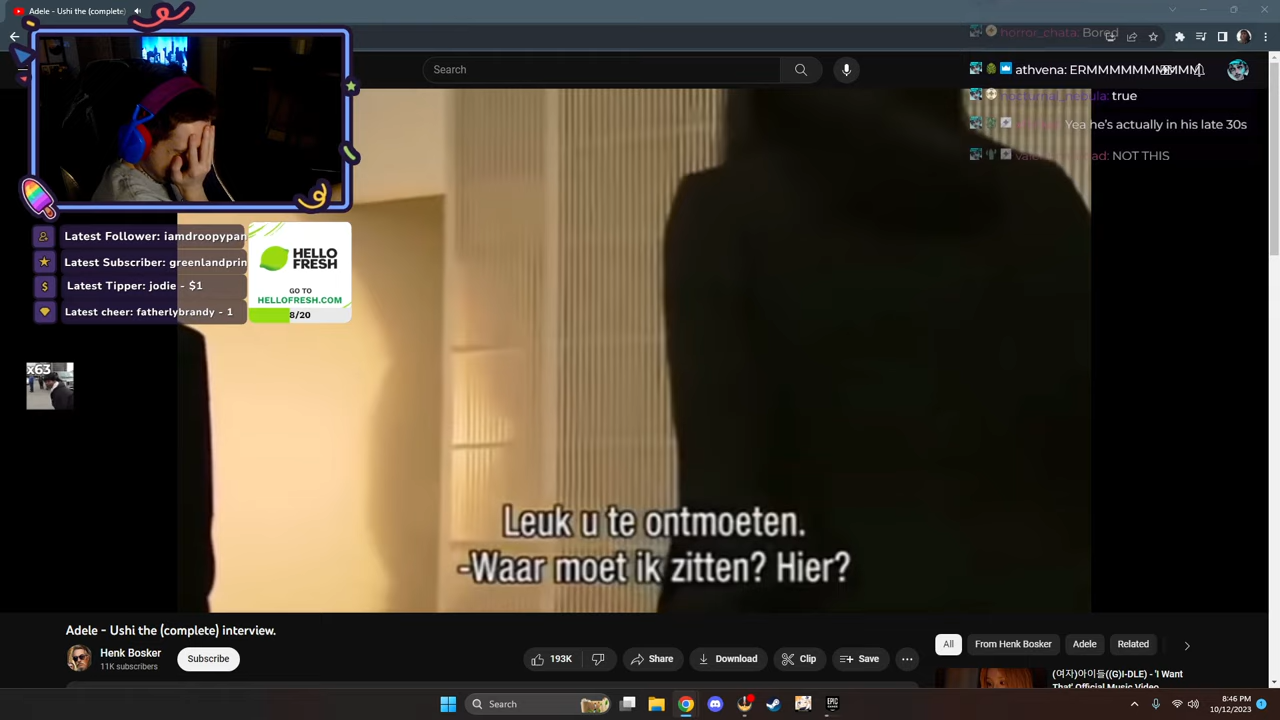 Adele - Ushi the (complete)
horror_chata: Bored
Search
athvena: ERMMMMMMMMMM
nocturnal_nebula: true
Yea he's actually in his late 30s
NOT THIS
Latest Follower: iamdroopypan
Latest Subscriber: greenlandprin
Latest Tipper: jodie - $1
Latest cheer: fatherlybrandy - 1
HELLO
FRESH
GO TO
HELLOFRESH.COM
8/20
x63
Leuk u te ontmoeten.
-Waar moet ik zitten? Hier?
Adele - Ushi the (complete) interview.
Henk Bosker
11K subscribers
Subscribe
193K
Share
Download
Clip
Save
All
From Henk Bosker
Adele
Related
(여자)아이들((G)I-DLE) - 'I Want
That' Official Music Video
Search
EPIC
8:46 PM
10/12/2023